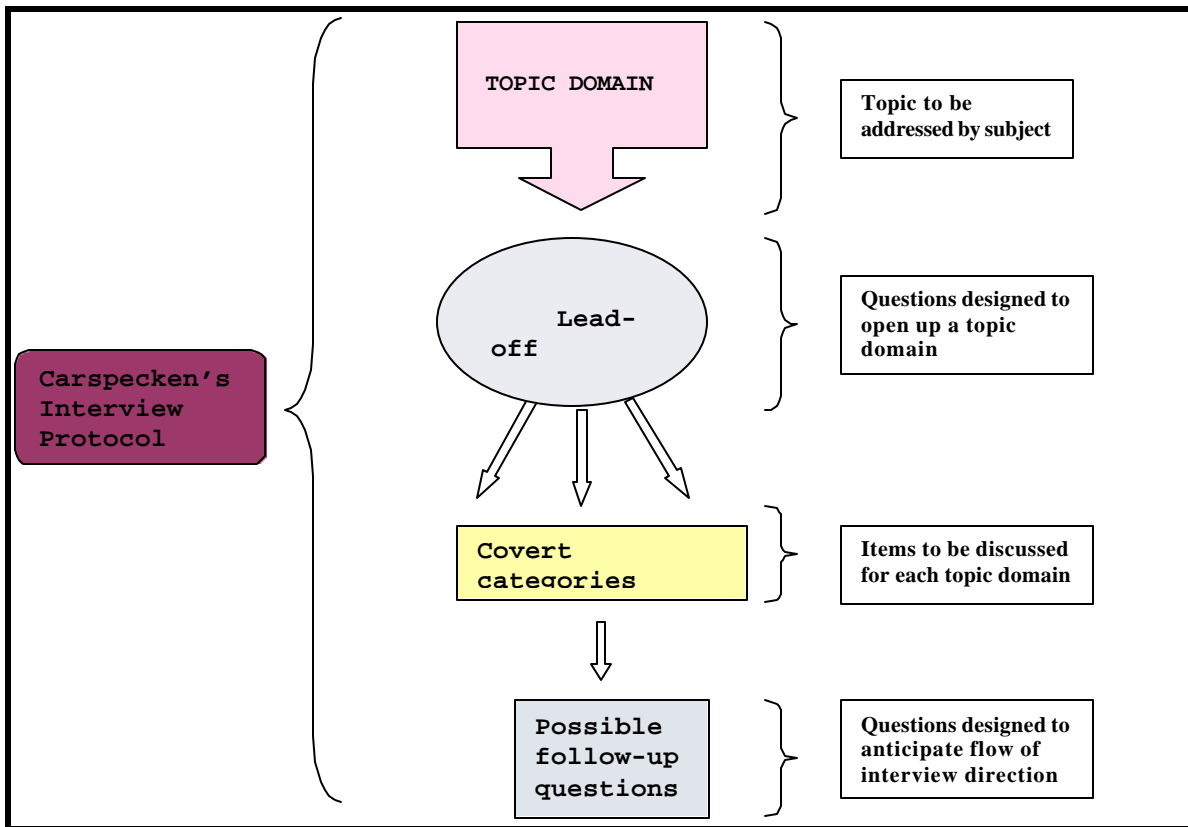 TOPIC DOMAIN
Topic to be
addressed by subject
Lead-
off
Questions designed to
open up a topic
domain
Carspecken's
Interview
Protocol
Covert
categories
Items to be discussed
for each topic domain
Possible
follow-up
questions
Questions designed to
anticipate flow of
interview direction